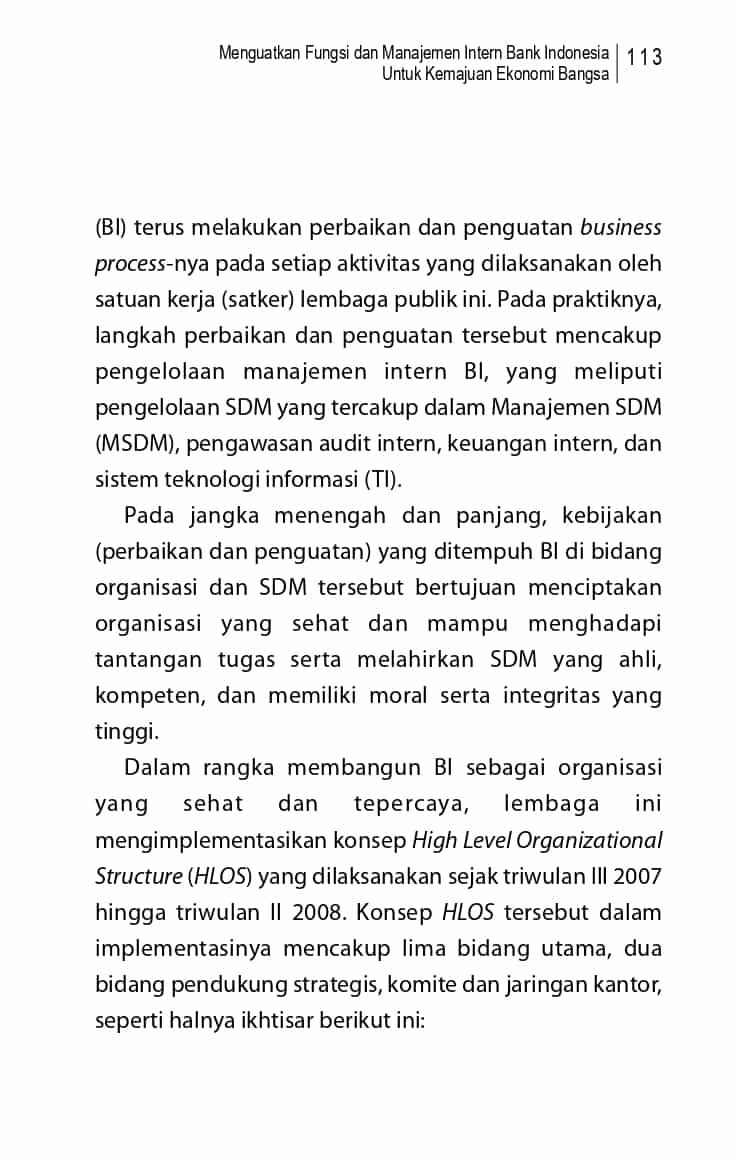 Menguatkan Fungsi dan Manajemen Intern Bank Indonesia
Untuk Kemajuan Ekonomi Bangsa
113
(BI) terus melakukan perbaikan dan penguatan business
process-nya pada setiap aktivitas yang dilaksanakan oleh
satuan kerja (satker) lembaga publik ini. Pada praktiknya,
langkah perbaikan dan penguatan tersebut mencakup
pengelolaan manajemen intern BI, yang meliputi
pengelolaan SDM yang tercakup dalam Manajemen SDM
(MSDM), pengawasan audit intern, keuangan intern, dan
sistem teknologi informasi (TI).
Pada jangka menengah dan panjang, kebijakan
(perbaikan dan penguatan) yang ditempuh BI di bidang
organisasi dan SDM tersebut bertujuan menciptakan
organisasi yang sehat dan mampu menghadapi
tantangan tugas serta melahirkan SDM yang ahli,
kompeten, dan memiliki moral serta integritas yang
tinggi.
Dalam rangka membangun BI sebagai organisasi
yang sehat dan tepercaya, lembaga ini
mengimplementasikan konsep High Level Organizational
Structure (HLOS) yang dilaksanakan sejak triwulan III 2007
hingga triwulan II 2008. Konsep HLOS tersebut dalam
implementasinya mencakup lima bidang utama, dua
bidang pendukung strategis, komite dan jaringan kantor,
seperti halnya ikhtisar berikut ini: